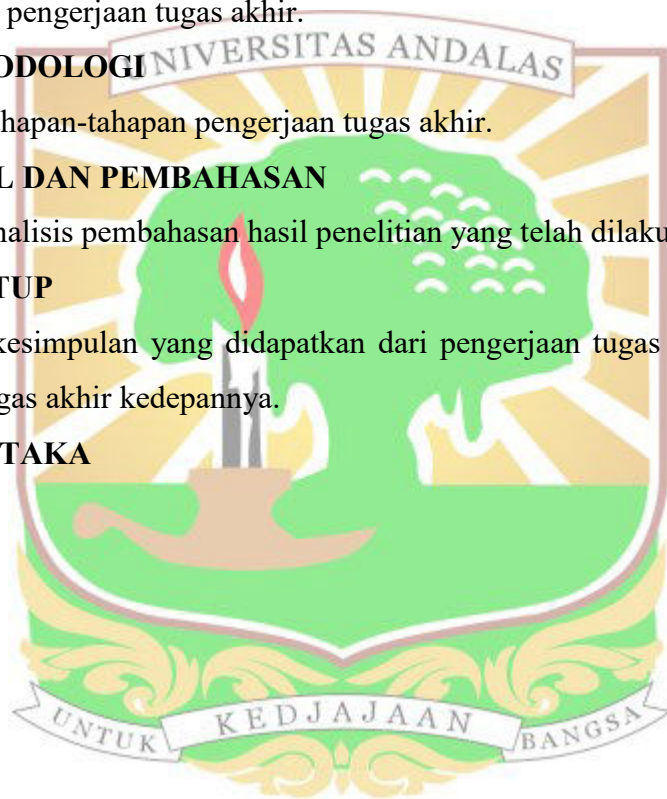 pengerjaan tugas akhir.
UNIVERSITAS ANDALAS
ODOLOGI
hapan-tahapan pengerjaan tugas akhir.
L DAN PEMBAHASAN
nalisis pembahasan hasil penelitian yang telah dilaku
TUP
kesimpulan yang didapatkan dari pengerjaan tugas
gas akhir kedepannya.
TAKA
UNTUK KEDJAJAAN BANGSA